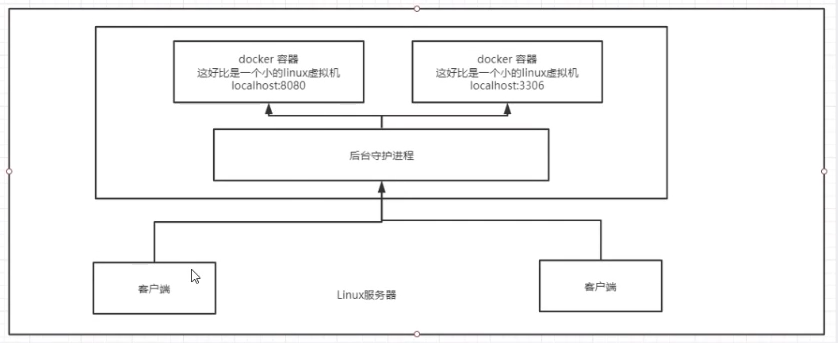 docker 容器
这好比是一个小的linux虚拟机
localhost:8080
docker 容器
这好比是一个小的linux虚拟机
localhost:3306
后台守护进程
客户端
Linux服务器
客户端